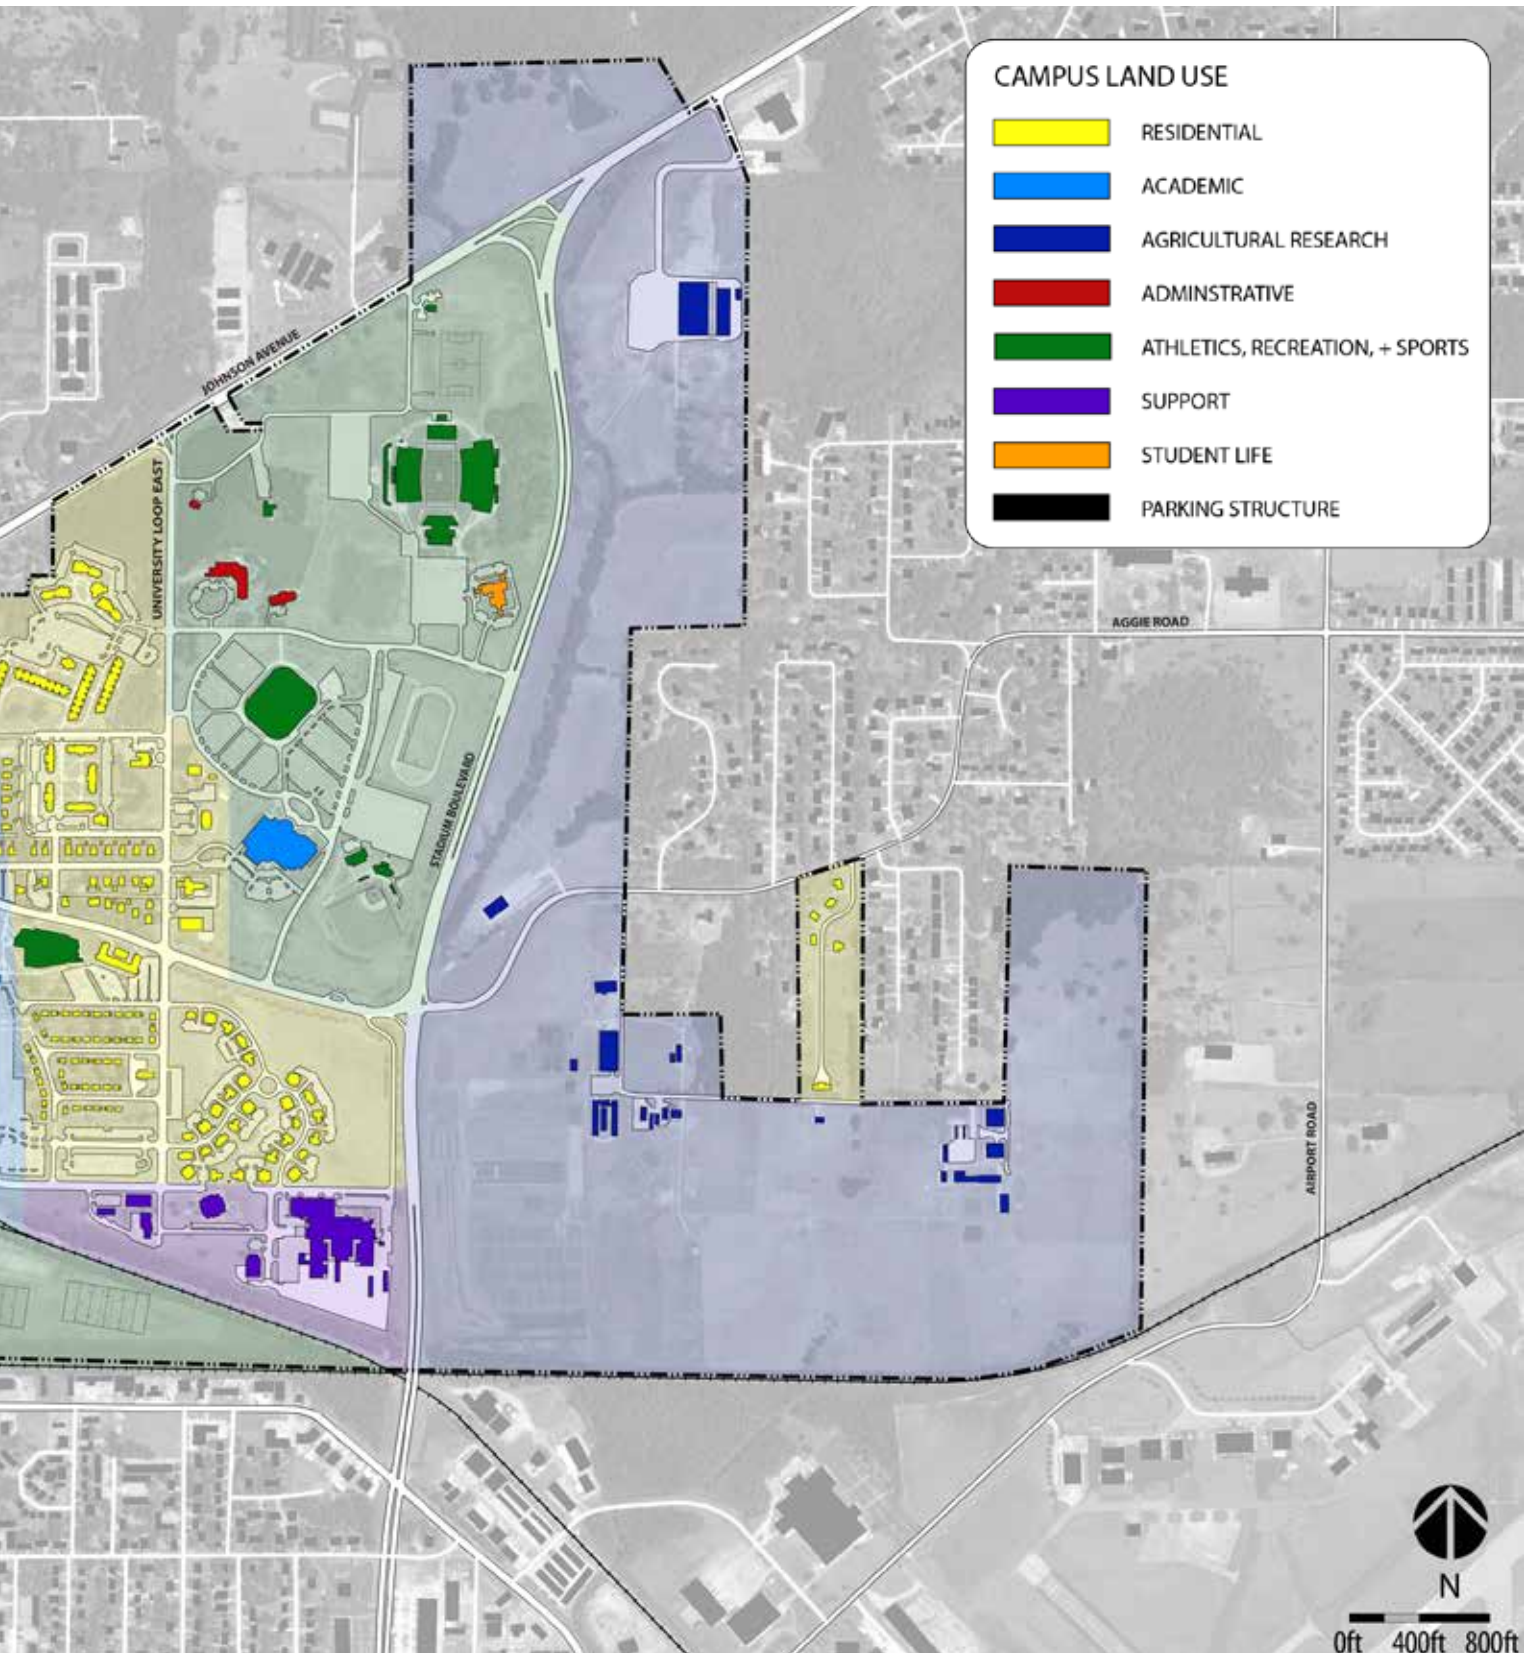 CAMPUS LAND USE
RESIDENTIAL
ACADEMIC
AGRICULTURAL RESEARCH
ADMINSTRATIVE
ATHLETICS, RECREATION, + SPORTS
SUPPORT
STUDENT LIFE
PARKING STRUCTURE
JOHNSON AVENUE
UNIVERSITY LOOP EAST
AGGIE ROAD
STADIUM BOULEVARD
AIRPORT ROAD
N
0ft 400ft 800ft